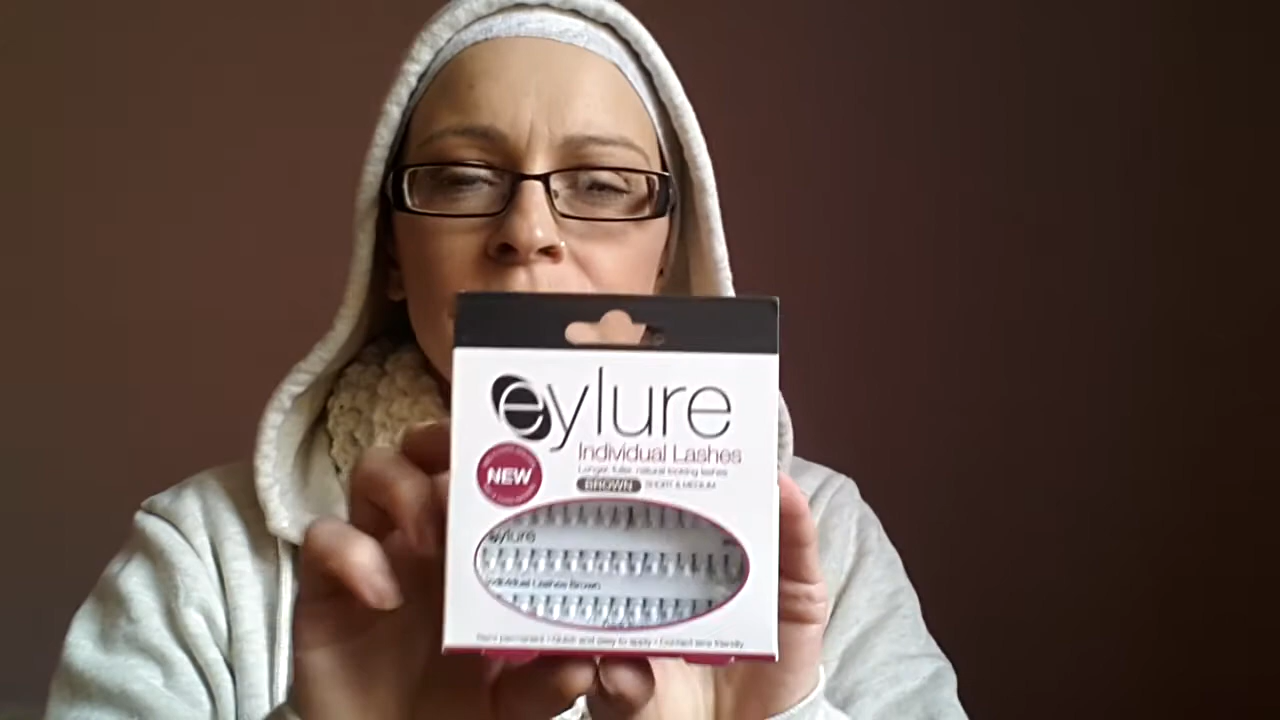 eylure
Individual Lashes
Longer, fuller, natural looking lashes
BROWN SHORT & MEDIUM
NEW
eylure
Individual Lashes Brown
Semi permanent • Quick and easy to apply • Contact lens friendly